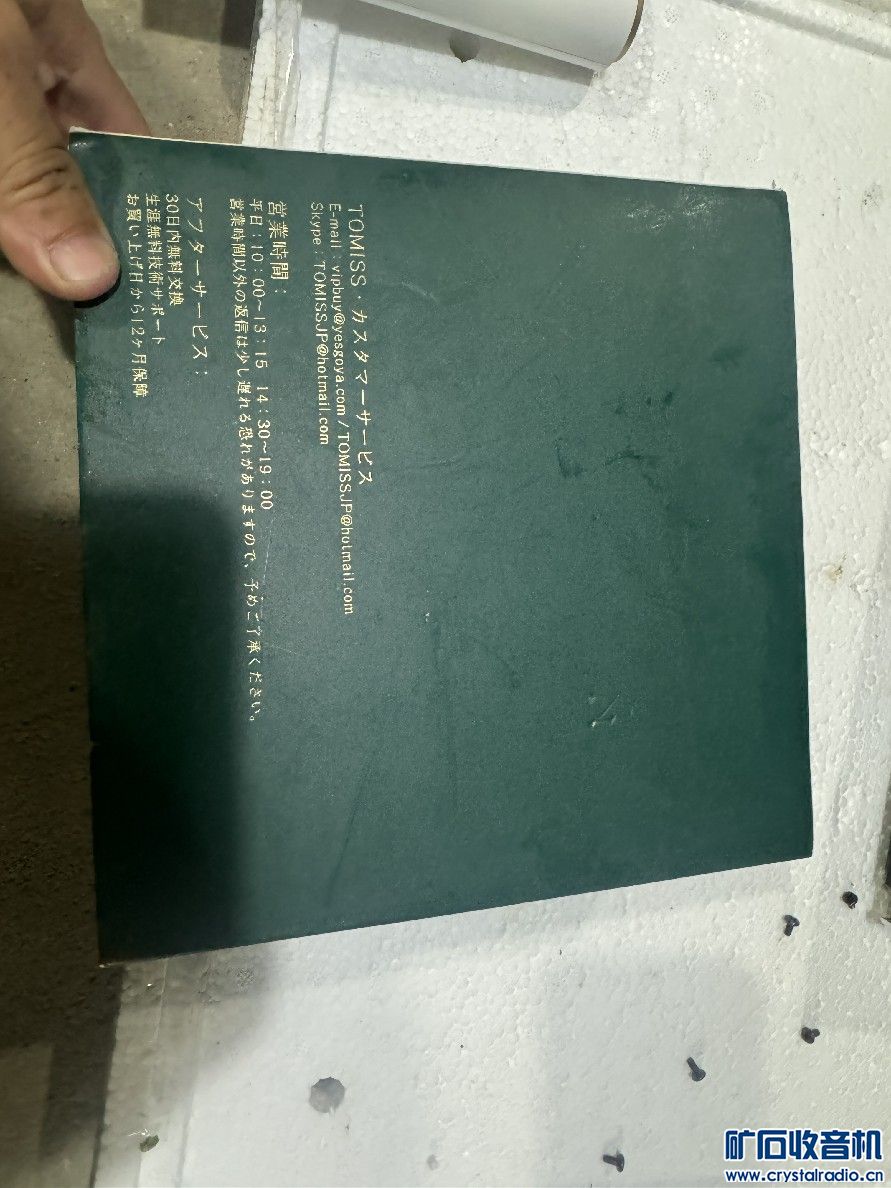 TOMISS・カスタマーサービス
E-mail：vipbuy@yesgoya.com / TOMISSJP@hotmail.com
Skype：TOMISSJP@hotmail.com
営業時間：
平日：10：00～13：15 14：30～19：00
営業時間以外の返信は少し遅れる恐れがありますので、予めご了承ください。
アフターサービス：
30日内無料交換
生涯無料技術サポート
お買い上げ日から12ヶ月保障
矿石收音机
www.crystalradio.cn